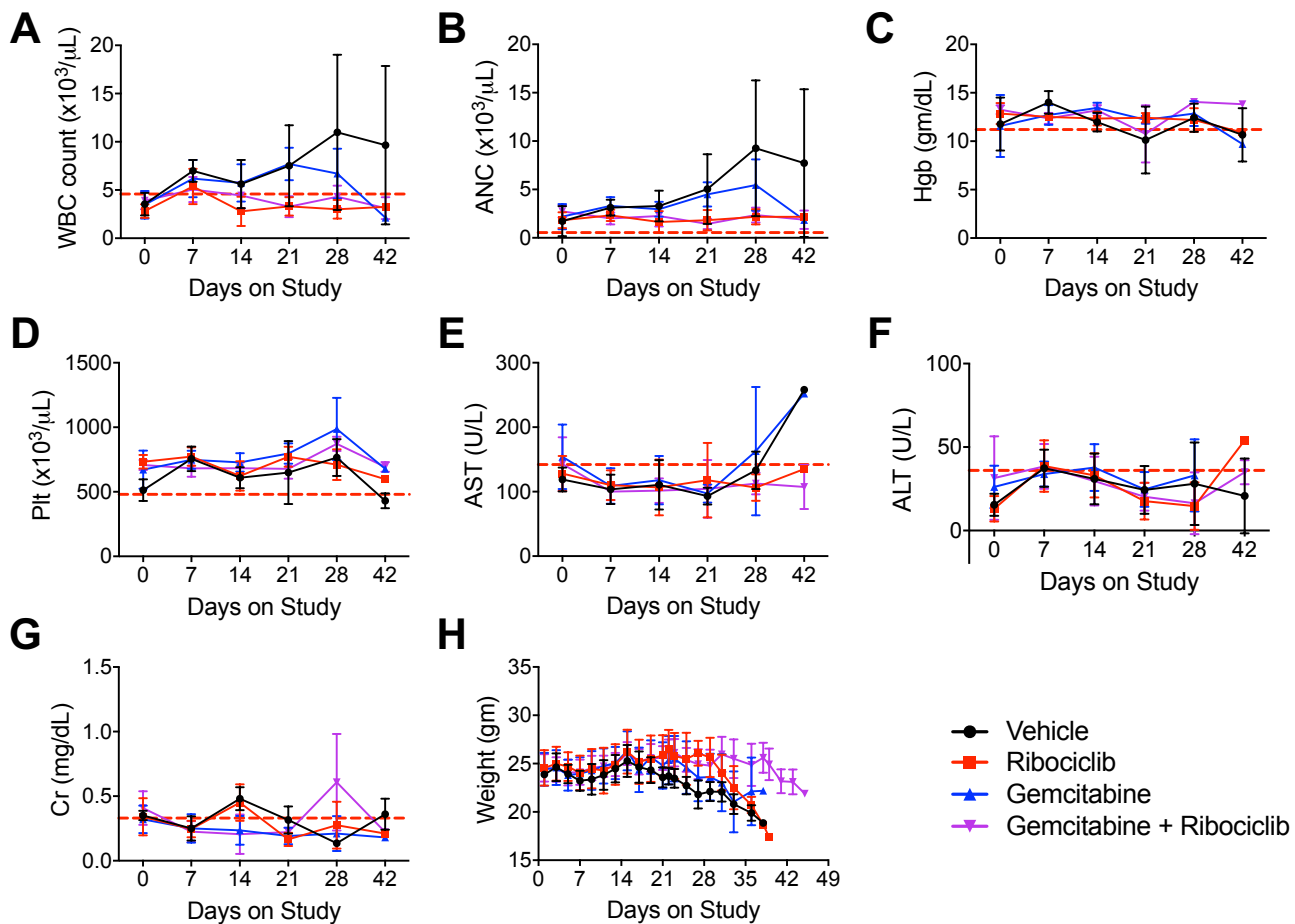 A
WBC count (x10³/µL)
20
15
10
5
0
0 7 14 21 28 42
Days on Study
B
ANC (x10³/µL)
20
15
10
5
0
0 7 14 21 28 42
Days on Study
C
Hgb (gm/dL)
20
15
10
5
0
0 7 14 21 28 42
Days on Study
D
Plt (x10³/µL)
1500
1000
500
0
0 7 14 21 28 42
Days on Study
E
AST (U/L)
300
200
100
0
0 7 14 21 28 42
Days on Study
F
ALT (U/L)
100
50
0
0 7 14 21 28 42
Days on Study
G
Cr (mg/dL)
1.5
1.0
0.5
0.0
0 7 14 21 28 42
Days on Study
H
Weight (gm)
35
30
25
20
15
0 7 14 21 28 35 42 49
Days on Study
Vehicle
Ribociclib
Gemcitabine
Gemcitabine + Ribociclib